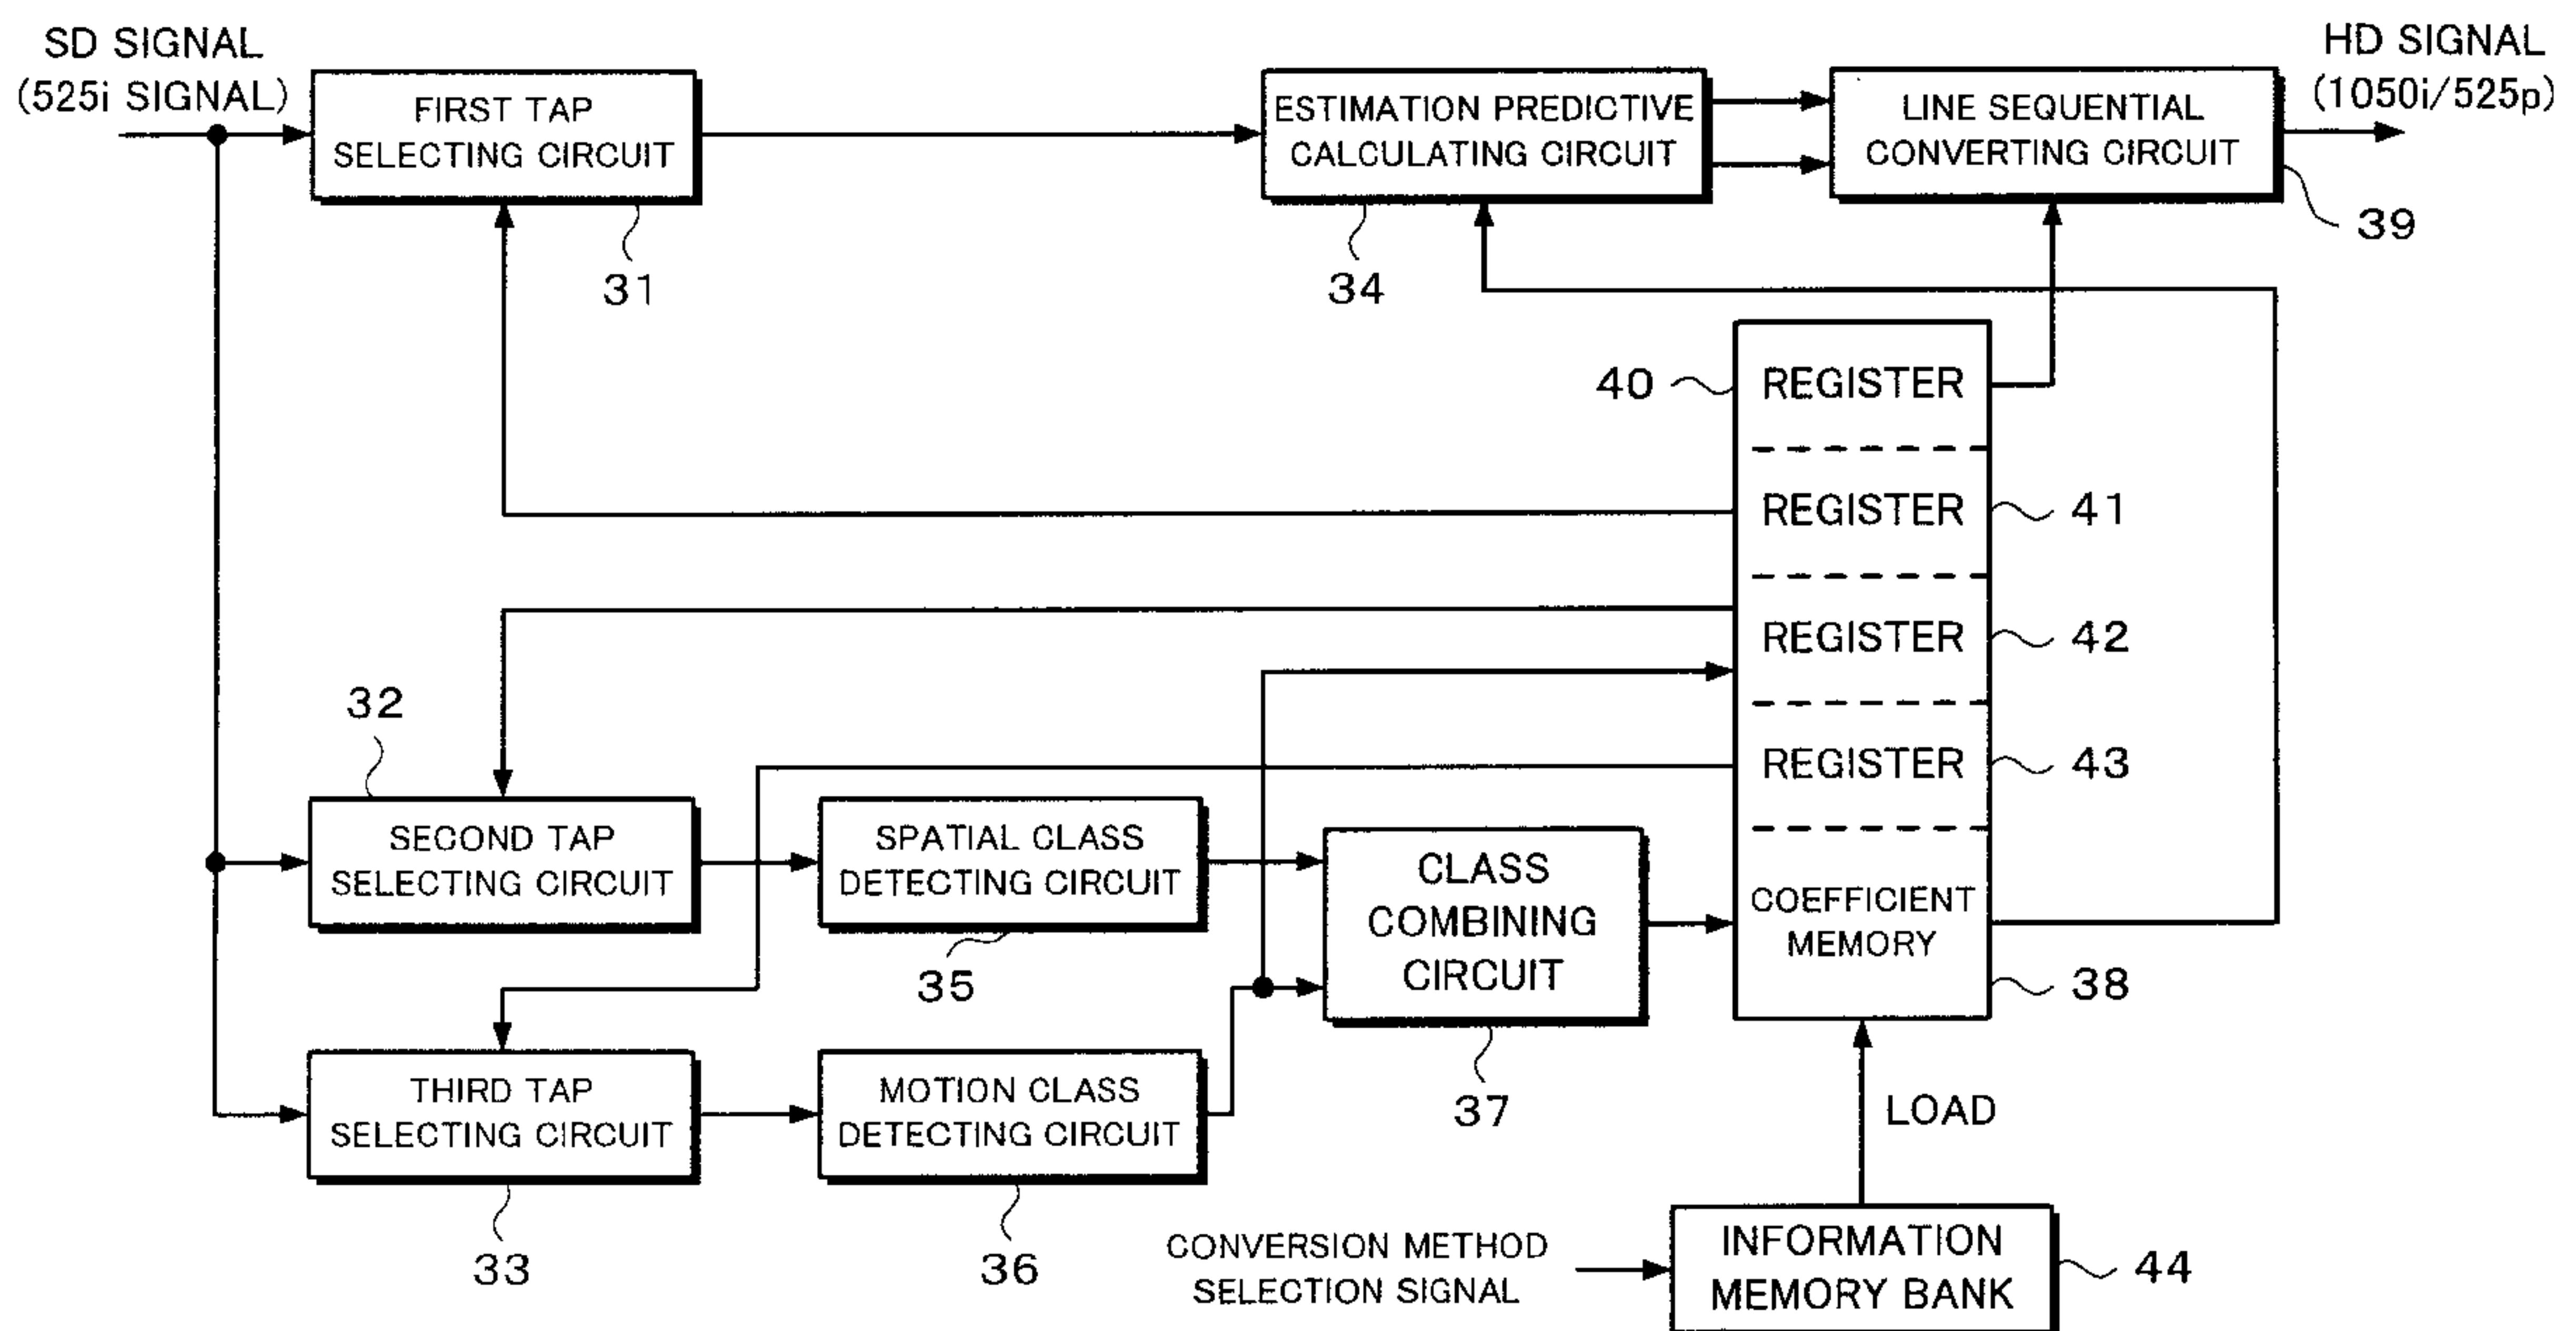 SD SIGNAL
(525i SIGNAL)
FIRST TAP
SELECTING CIRCUIT
31
ESTIMATION PREDICTIVE
CALCULATING CIRCUIT
34
LINE SEQUENTIAL
CONVERTING CIRCUIT
39
HD SIGNAL
(1050i/525p)
40
REGISTER
REGISTER
41
REGISTER
42
REGISTER
43
COEFFICIENT
MEMORY
38
32
SECOND TAP
SELECTING CIRCUIT
SPATIAL CLASS
DETECTING CIRCUIT
35
CLASS
COMBINING
CIRCUIT
37
THIRD TAP
SELECTING CIRCUIT
33
MOTION CLASS
DETECTING CIRCUIT
36
LOAD
CONVERSION METHOD
SELECTION SIGNAL
INFORMATION
MEMORY BANK
44